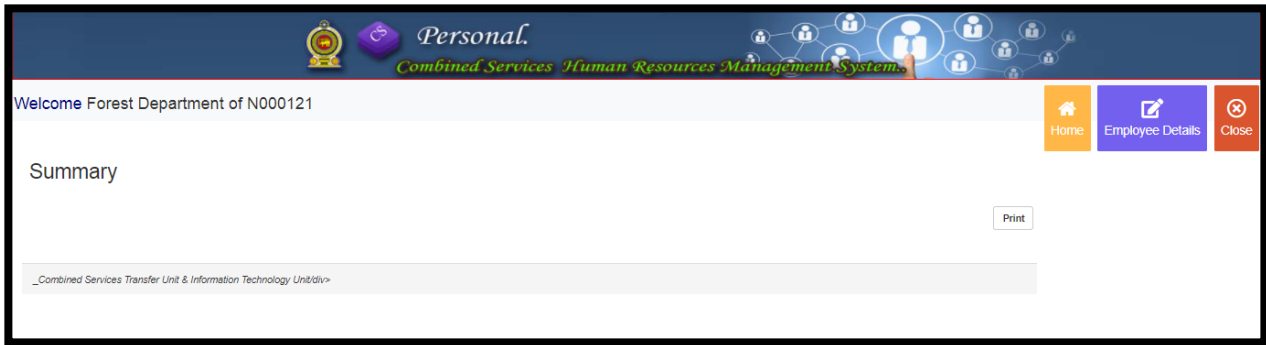 CS
Personal.
Combined Services Human Resources Management System..
Welcome Forest Department of N000121
Home
Employee Details
Close
Summary
Print
_Combined Services Transfer Unit & Information Technology Unit/div>